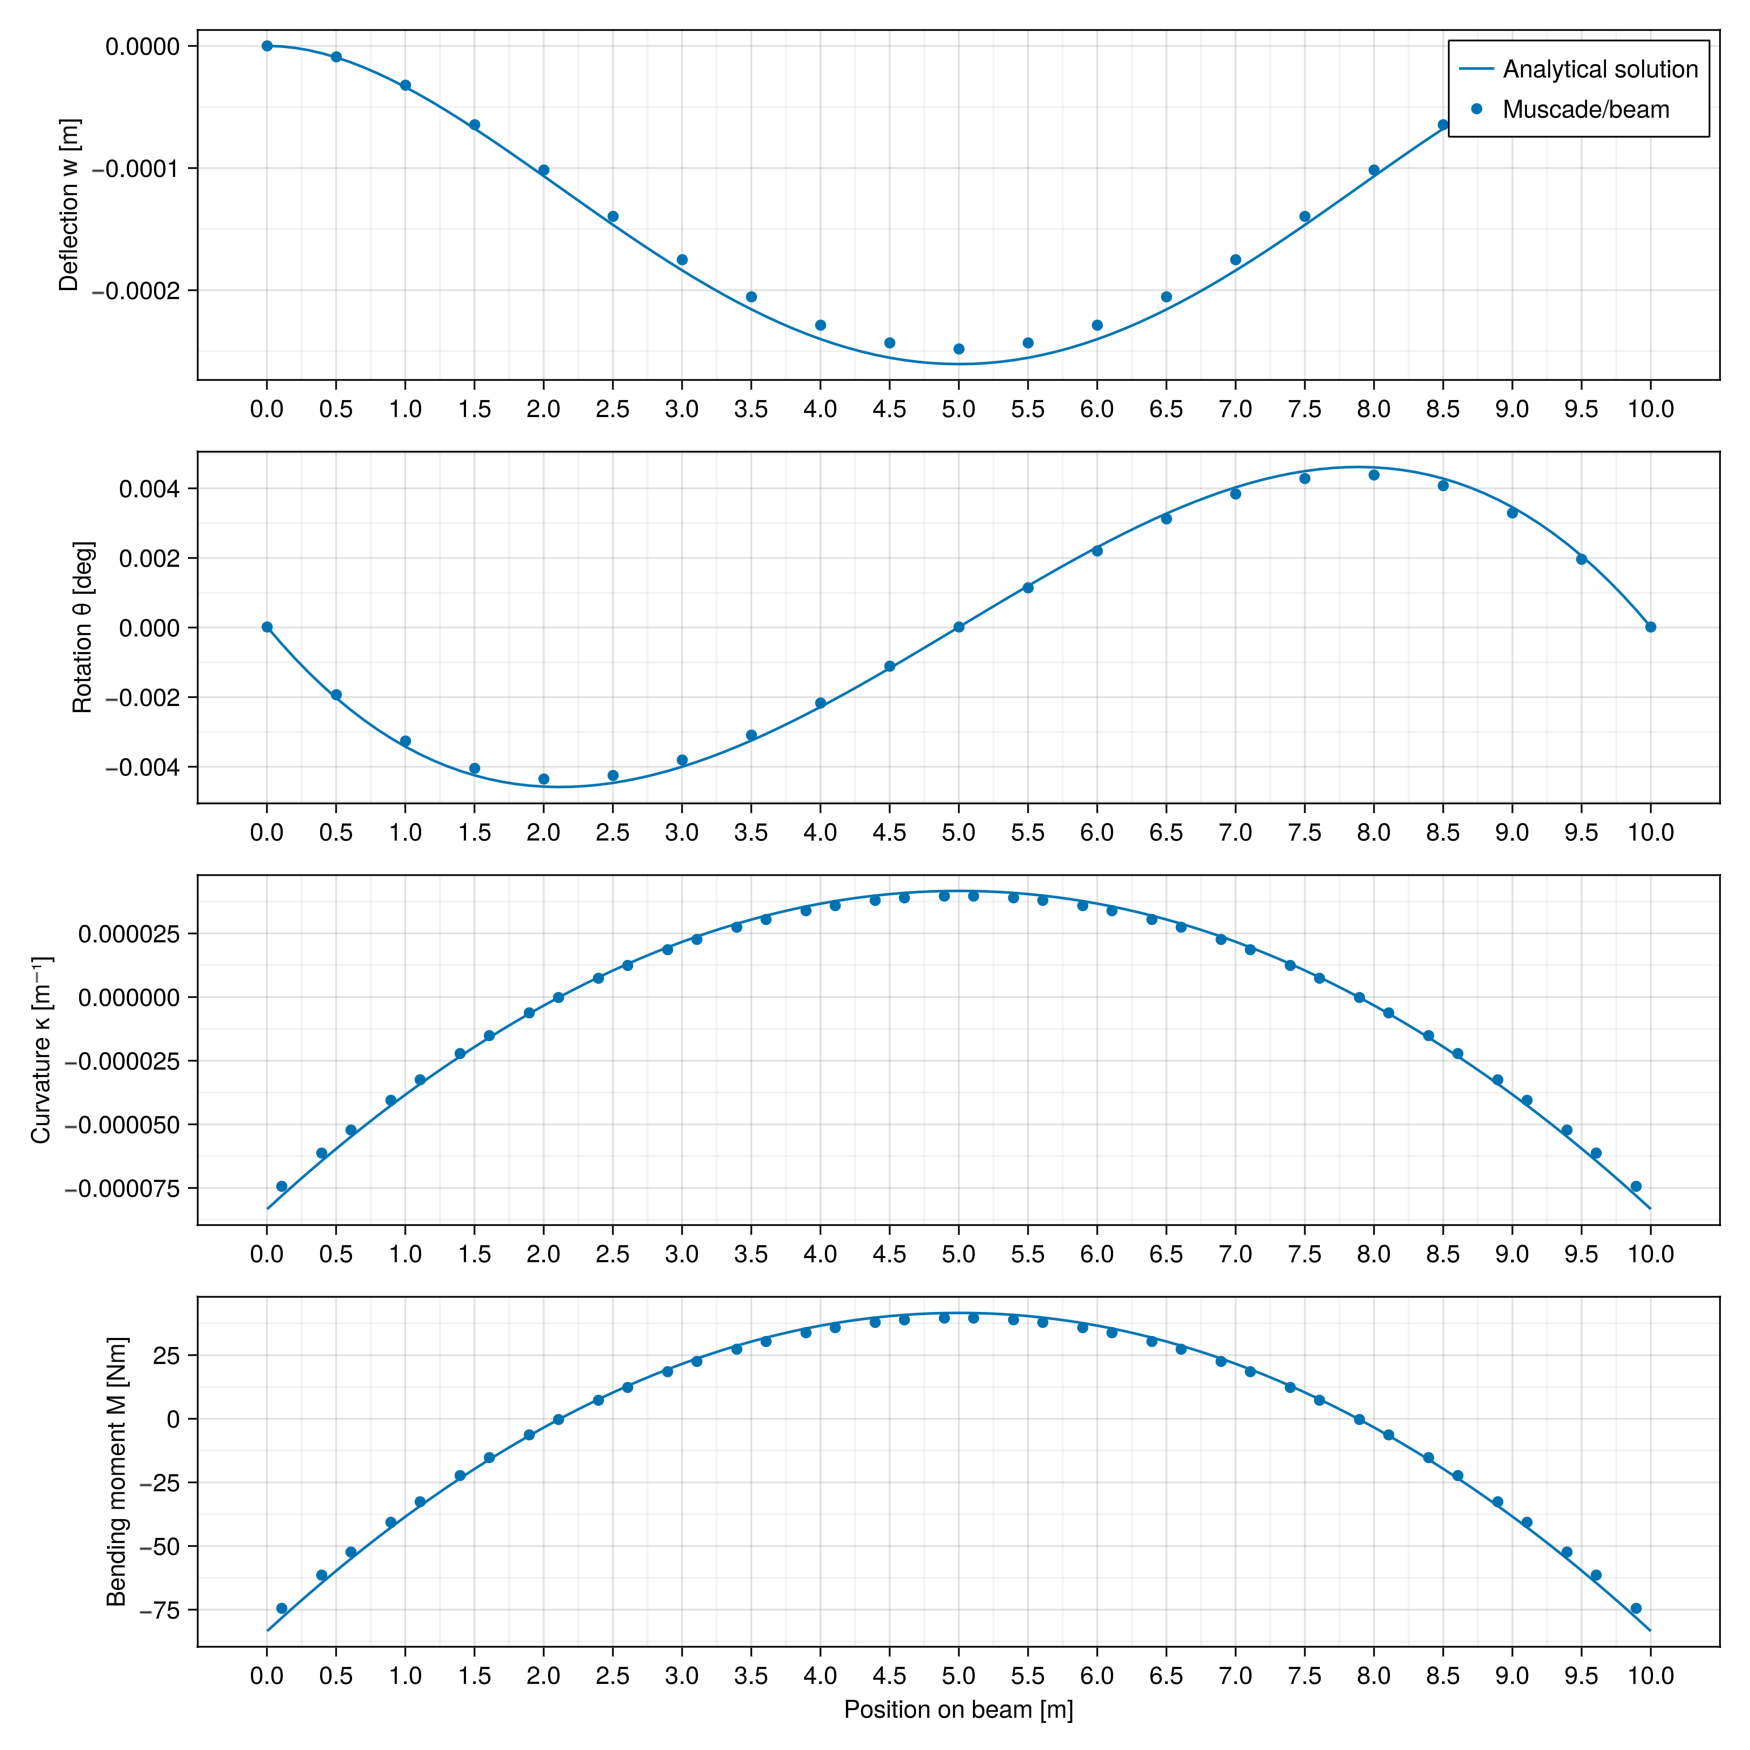 0.0000
−0.0001
−0.0002
Deflection w [m]
Analytical solution
Muscade/beam
0.0 0.5 1.0 1.5 2.0 2.5 3.0 3.5 4.0 4.5 5.0 5.5 6.0 6.5 7.0 7.5 8.0 8.5 9.0 9.5 10.0
0.004
0.002
0.000
−0.002
−0.004
Rotation θ [deg]
0.0 0.5 1.0 1.5 2.0 2.5 3.0 3.5 4.0 4.5 5.0 5.5 6.0 6.5 7.0 7.5 8.0 8.5 9.0 9.5 10.0
0.000025
0.000000
−0.000025
−0.000050
−0.000075
Curvature κ [m⁻¹]
0.0 0.5 1.0 1.5 2.0 2.5 3.0 3.5 4.0 4.5 5.0 5.5 6.0 6.5 7.0 7.5 8.0 8.5 9.0 9.5 10.0
25
0
−25
−50
−75
Bending moment M [Nm]
0.0 0.5 1.0 1.5 2.0 2.5 3.0 3.5 4.0 4.5 5.0 5.5 6.0 6.5 7.0 7.5 8.0 8.5 9.0 9.5 10.0
Position on beam [m]